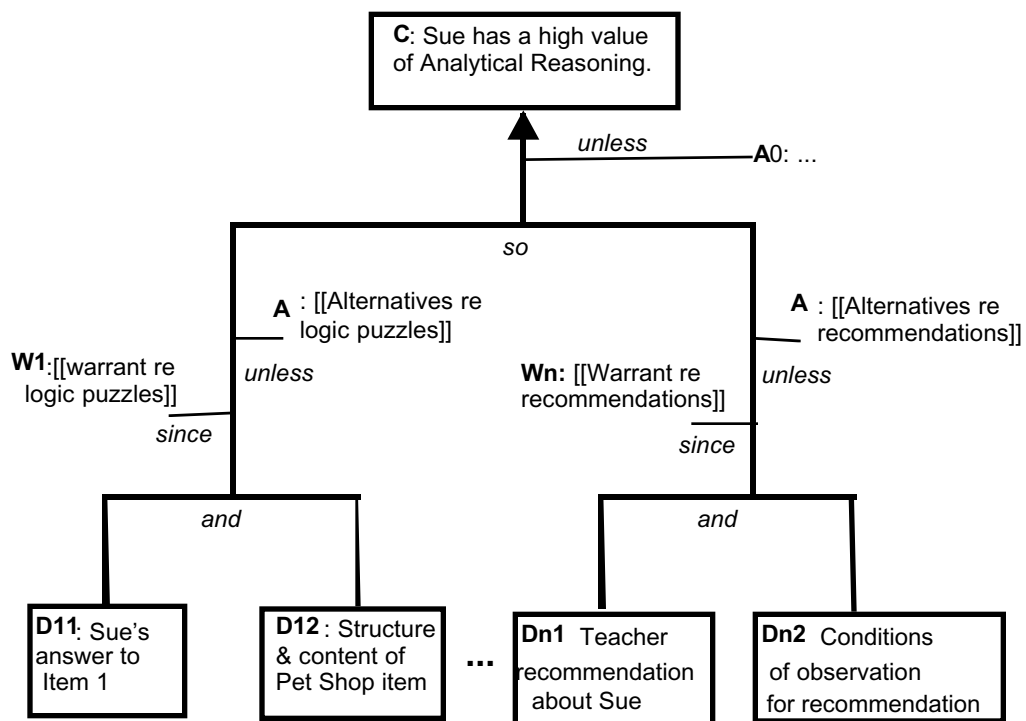 C: Sue has a high value
of Analytical Reasoning.
unless
A0: ...
so
A : [[Alternatives re
logic puzzles]]
A : [[Alternatives re
recommendations]]
W1:[[warrant re
logic puzzles]]
unless
Wn: [[Warrant re
recommendations]]
unless
since
since
and
and
D11: Sue's
answer to
Item 1
D12 : Structure
& content of
Pet Shop item
...
Dn1 Teacher
recommendation
about Sue
Dn2 Conditions
of observation
for recommendation